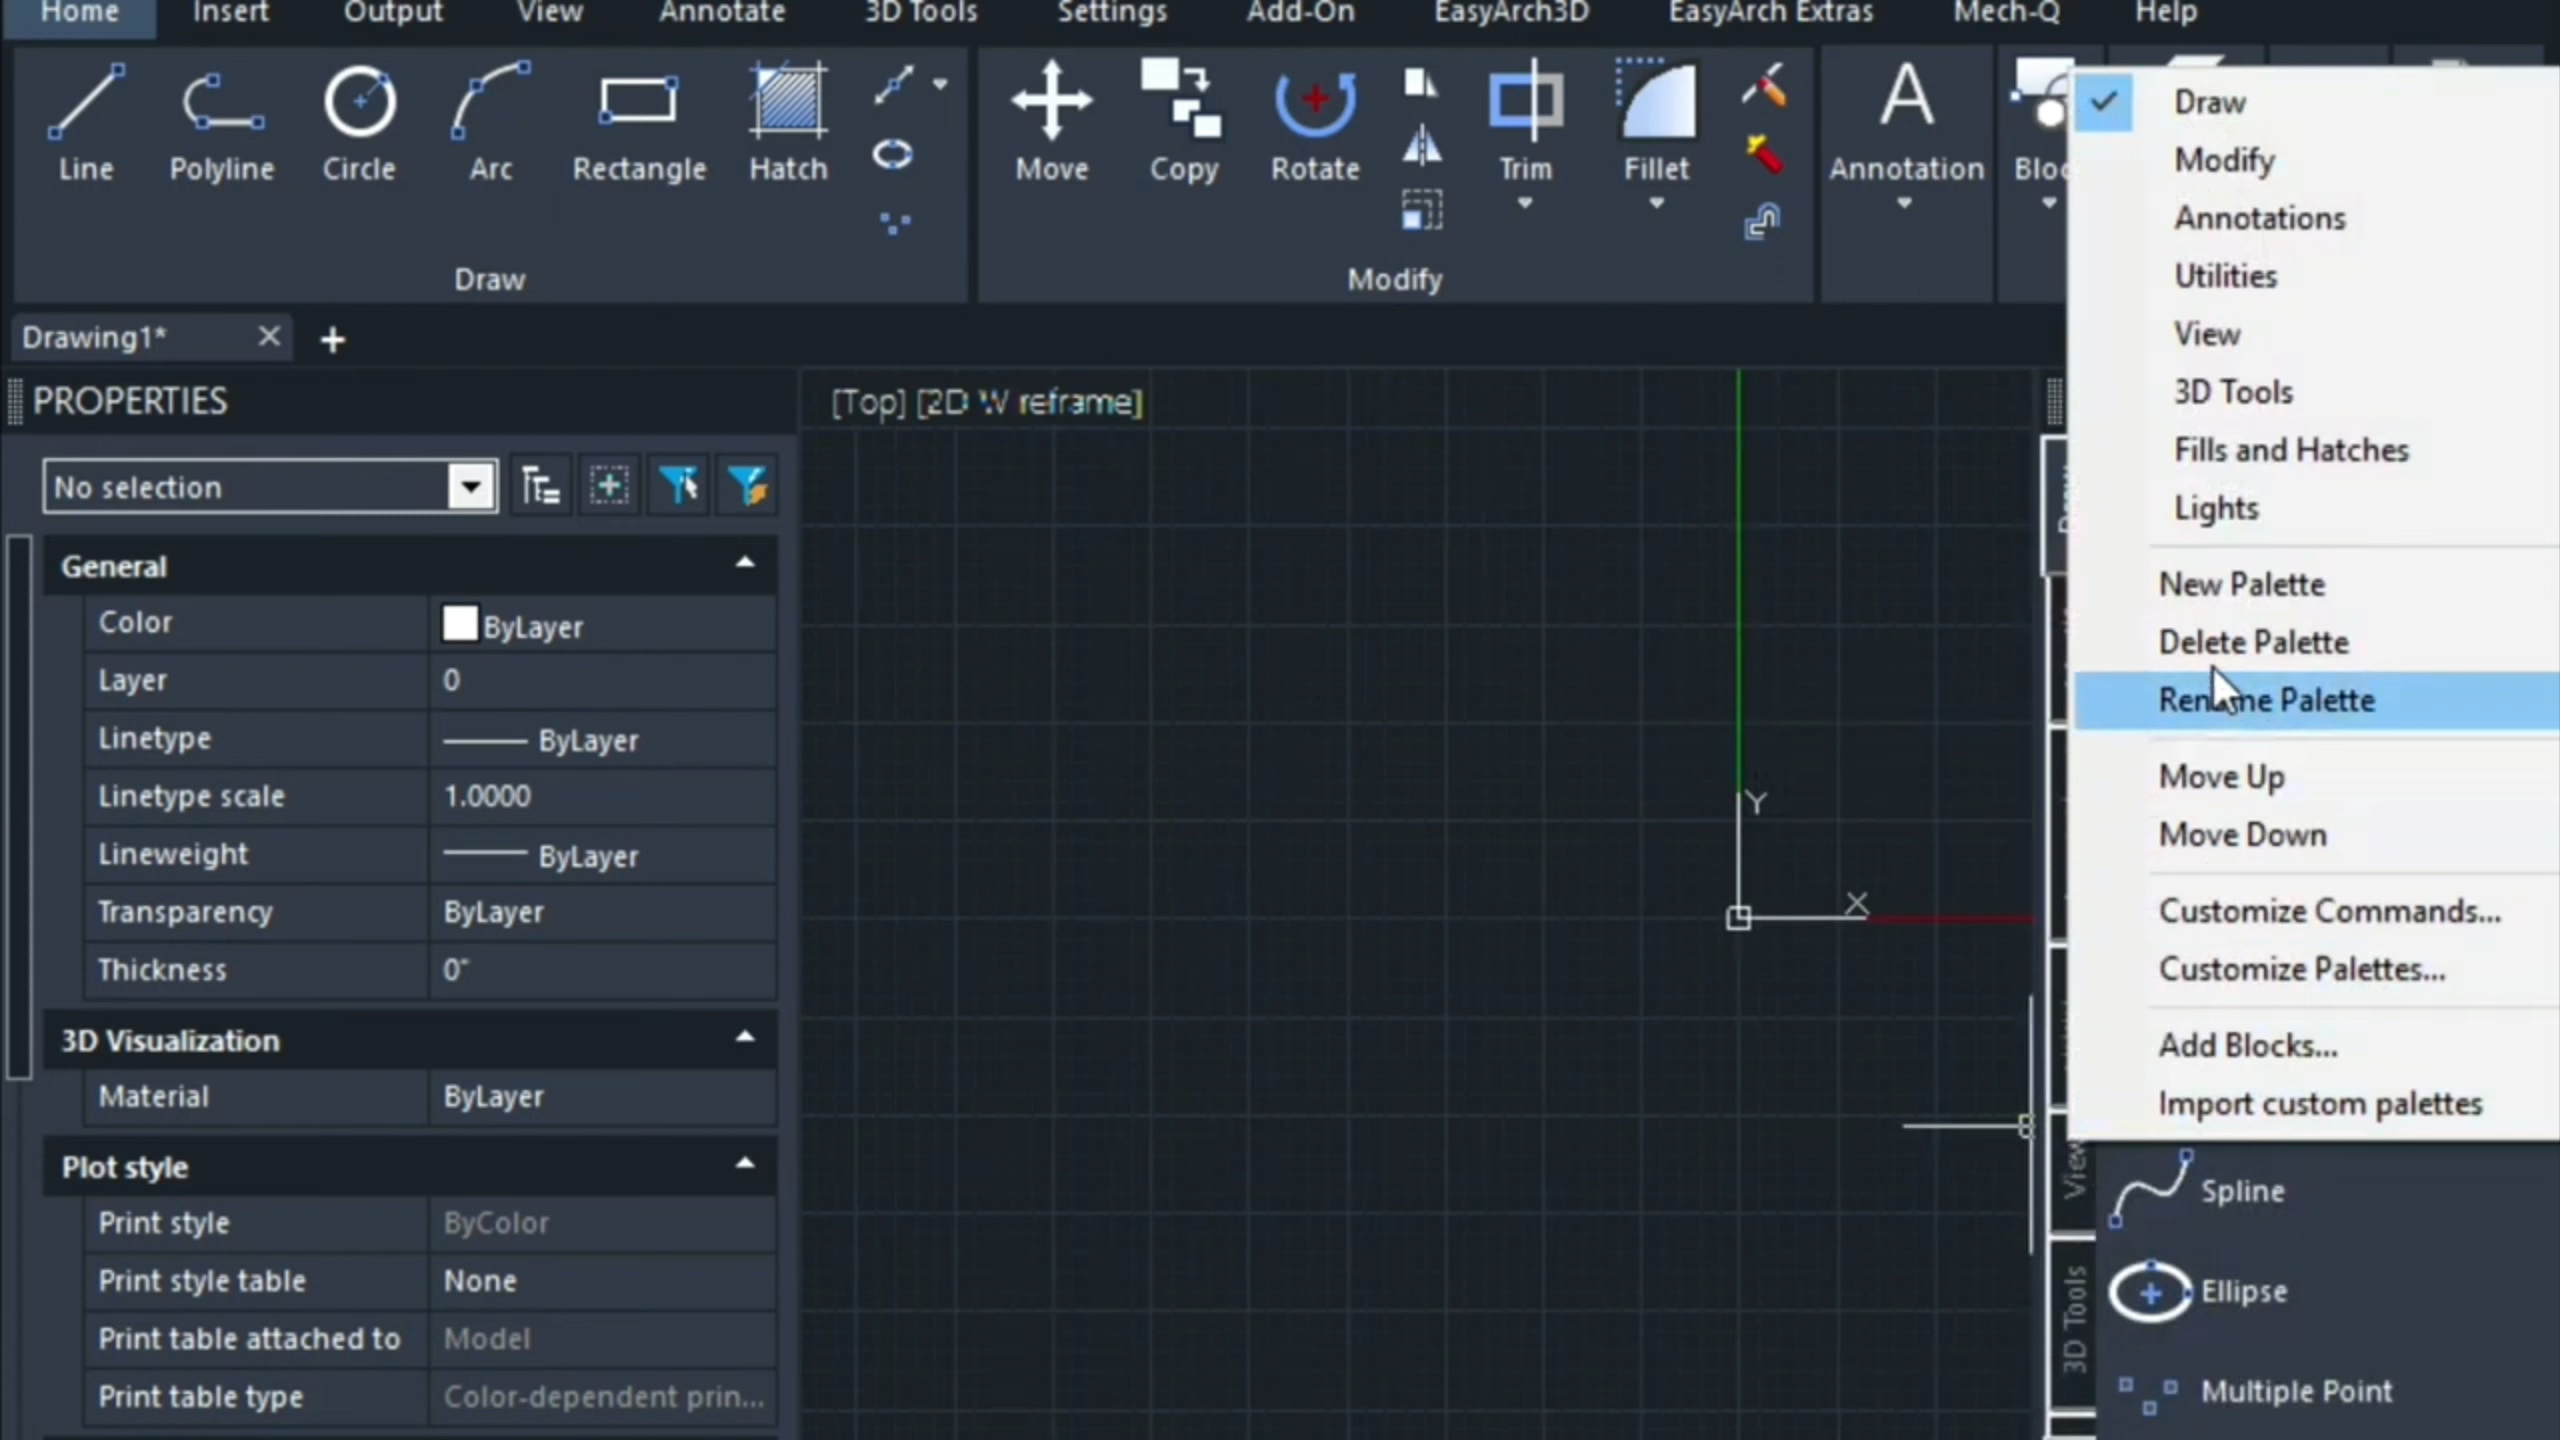 Home Insert Output View Annotate 3D Tools Settings Add-On EasyArch3D EasyArch Extras Mech-Q Help
Line Polyline Circle Arc Rectangle Hatch Move Copy Rotate Trim Fillet Annotation
Draw Modify
Drawing1*
PROPERTIES
No selection
General
Color ByLayer
Layer 0
Linetype ByLayer
Linetype scale 1.0000
Lineweight ByLayer
Transparency ByLayer
Thickness 0"
3D Visualization
Material ByLayer
Plot style
Print style ByColor
Print style table None
Print table attached to Model
Print table type Color-dependent prin...
[Top] [2D W reframe]
Y
X
Draw
Modify
Annotations
Utilities
View
3D Tools
Fills and Hatches
Lights
New Palette
Delete Palette
Rename Palette
Move Up
Move Down
Customize Commands...
Customize Palettes...
Add Blocks...
Import custom palettes
View
3D Tools
Spline
Ellipse
Multiple Point